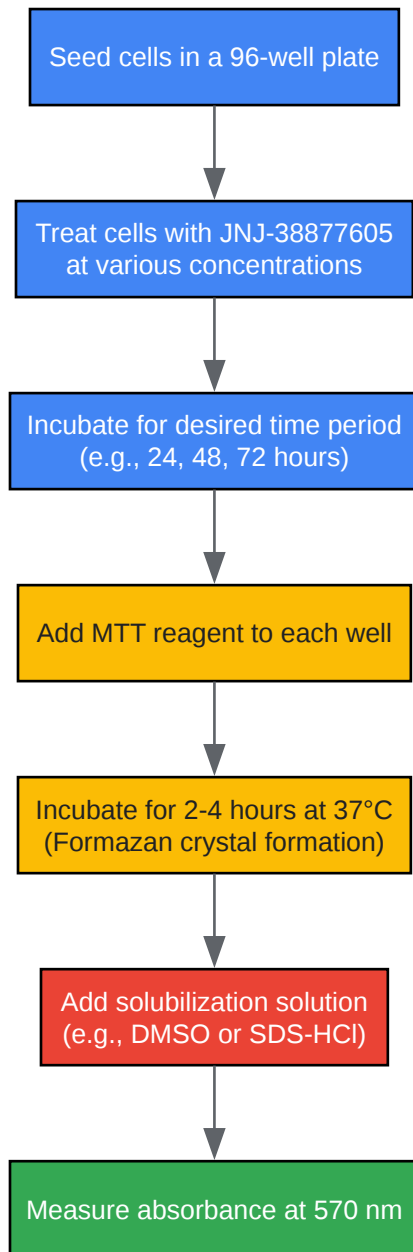 Seed cells in a 96-well plate
Treat cells with JNJ-38877605
at various concentrations
Incubate for desired time period
(e.g., 24, 48, 72 hours)
Add MTT reagent to each well
Incubate for 2-4 hours at 37°C
(Formazan crystal formation)
Add solubilization solution
(e.g., DMSO or SDS-HCl)
Measure absorbance at 570 nm